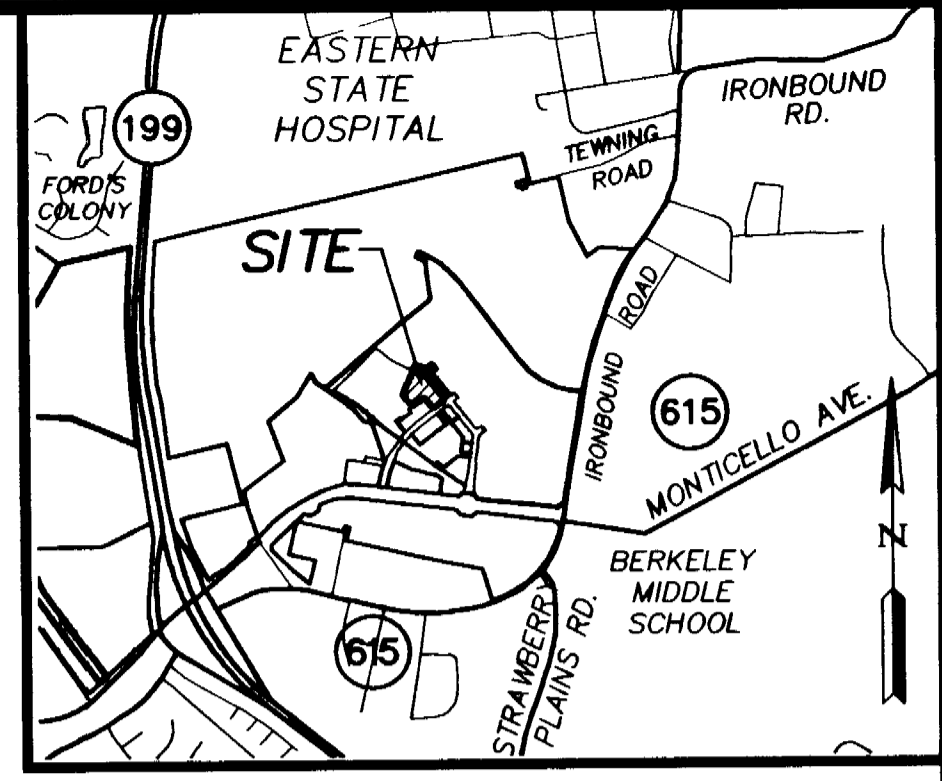 EASTERN
STATE
HOSPITAL
IRONBOUND
RD.
199
TEWNING
ROAD
FORD'S
COLONY
SITE
ROAD
IRONBOUND
615
MONTICELLO AVE.
N
BERKELEY
MIDDLE
SCHOOL
615
STRAWBERRY
PLAINS RD.